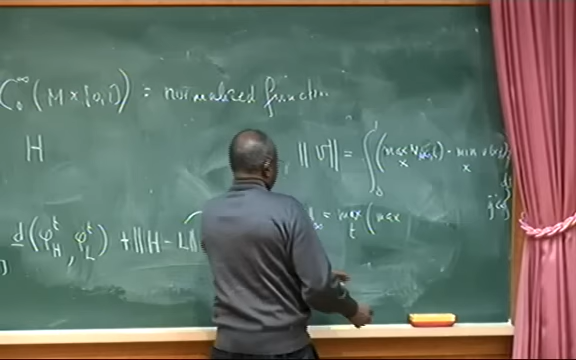 C₀^∞(M × [0,1]) = normalized function
H
||U|| = ∫₀¹ (max_x U(x,t) - min_x U(x,t)) dt
d(φ_H^t, φ_L^t) + ||H - L||
_∞ = max_t (max